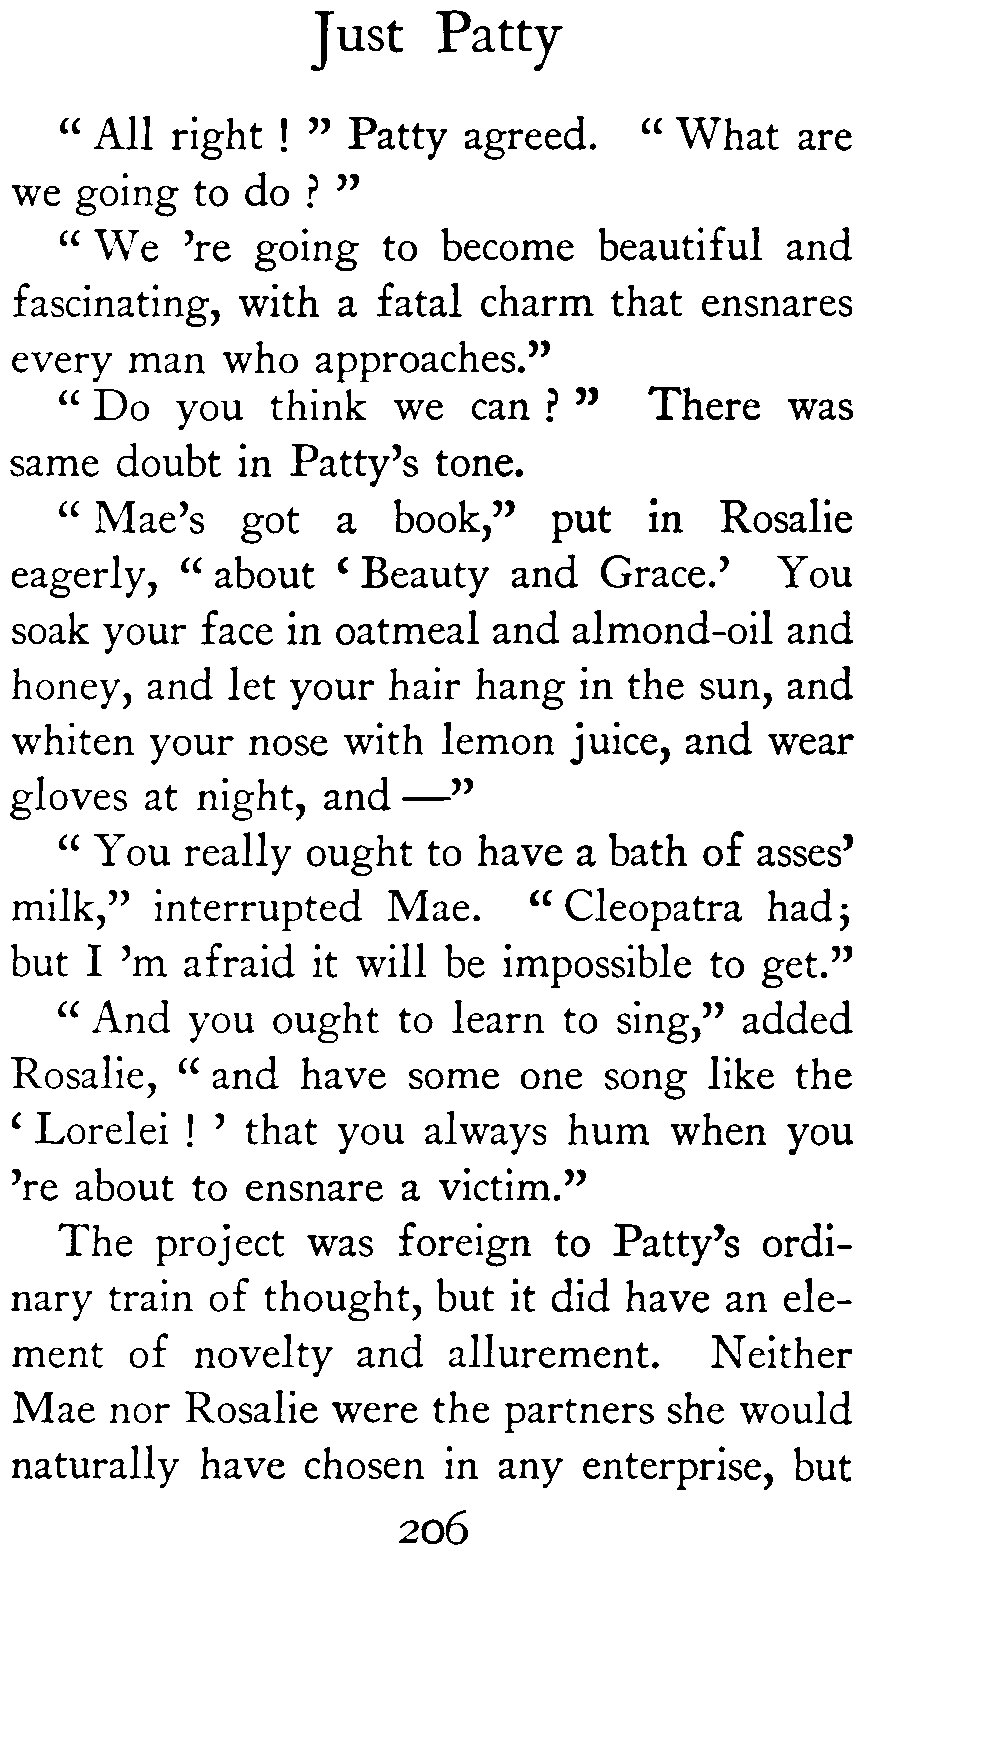 Just Patty
“ All right ! ” Patty agreed. “ What are
we going to do ? ”
“ We ’re going to become beautiful and
fascinating, with a fatal charm that ensnares
every man who approaches.”
“ Do you think we can ? ” There was
same doubt in Patty’s tone.
“ Mae’s got a book,” put in Rosalie
eagerly, “ about ‘ Beauty and Grace.’ You
soak your face in oatmeal and almond-oil and
honey, and let your hair hang in the sun, and
whiten your nose with lemon juice, and wear
gloves at night, and —”
“ You really ought to have a bath of asses’
milk,” interrupted Mae. “ Cleopatra had;
but I ’m afraid it will be impossible to get.”
“ And you ought to learn to sing,” added
Rosalie, “ and have some one song like the
‘ Lorelei ! ’ that you always hum when you
’re about to ensnare a victim.”
The project was foreign to Patty’s ordi-
nary train of thought, but it did have an ele-
ment of novelty and allurement. Neither
Mae nor Rosalie were the partners she would
naturally have chosen in any enterprise, but
206